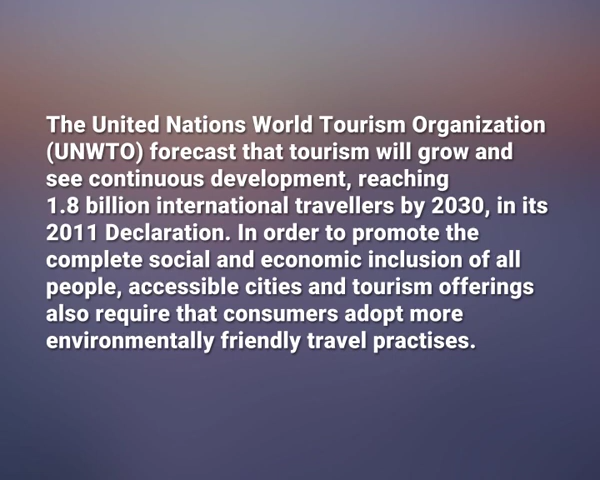 The United Nations World Tourism Organization
(UNWTO) forecast that tourism will grow and
see continuous development, reaching
1.8 billion international travellers by 2030, in its
2011 Declaration. In order to promote the
complete social and economic inclusion of all
people, accessible cities and tourism offerings
also require that consumers adopt more
environmentally friendly travel practises.